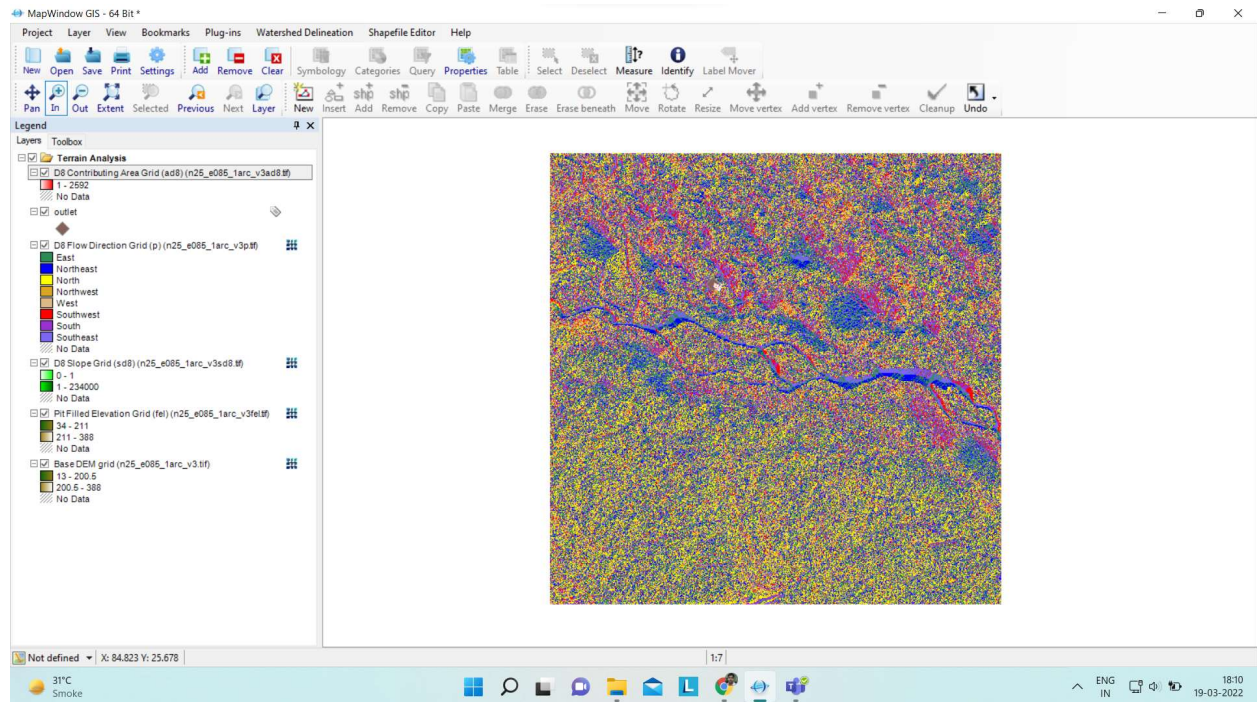 MapWindow GIS - 64 Bit *
Project Layer View Bookmarks Plug-ins Watershed Delineation Shapefile Editor Help
New Open Save Print Settings Add Remove Clear Symbology Categories Query Properties Table Select Deselect Measure Identify Label Mover
Pan In Out Extent Selected Previous Next Layer New Insert Add Remove Copy Paste Merge Erase Erase beneath Move Rotate Resize Move vertex Add vertex Remove vertex Cleanup Undo
Legend
Layers Toolbox
Terrain Analysis
D8 Contributing Area Grid (ad8) (n25_e085_1arc_v3ad8.tif)
1 - 2592
No Data
outlet
D8 Flow Direction Grid (p) (n25_e085_1arc_v3p.tif)
East
Northeast
North
Northwest
West
Southwest
South
Southeast
No Data
D8 Slope Grid (sd8) (n25_e085_1arc_v3sd8.tif)
0 - 1
1 - 234000
No Data
Pit Filled Elevation Grid (fel) (n25_e085_1arc_v3fel.tif)
34 - 211
211 - 388
No Data
Base DEM grid (n25_e085_1arc_v3.tif)
13 - 200.5
200.5 - 388
No Data
Not defined X: 84.823 Y: 25.678 1:7
31°C
Smoke
ENG
IN
18:10
19-03-2022